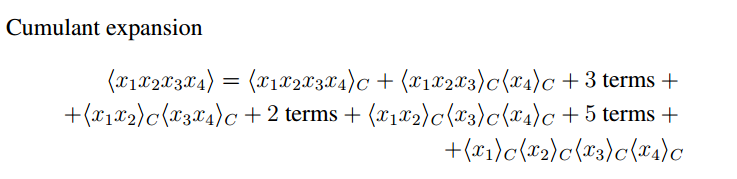 Cumulant expansion
⟨x₁x₂x₃x₄⟩ = ⟨x₁x₂x₃x₄⟩_C + ⟨x₁x₂x₃⟩_C⟨x₄⟩_C + 3 terms +
+⟨x₁x₂⟩_C⟨x₃x₄⟩_C + 2 terms + ⟨x₁x₂⟩_C⟨x₃⟩_C⟨x₄⟩_C + 5 terms +
+⟨x₁⟩_C⟨x₂⟩_C⟨x₃⟩_C⟨x₄⟩_C